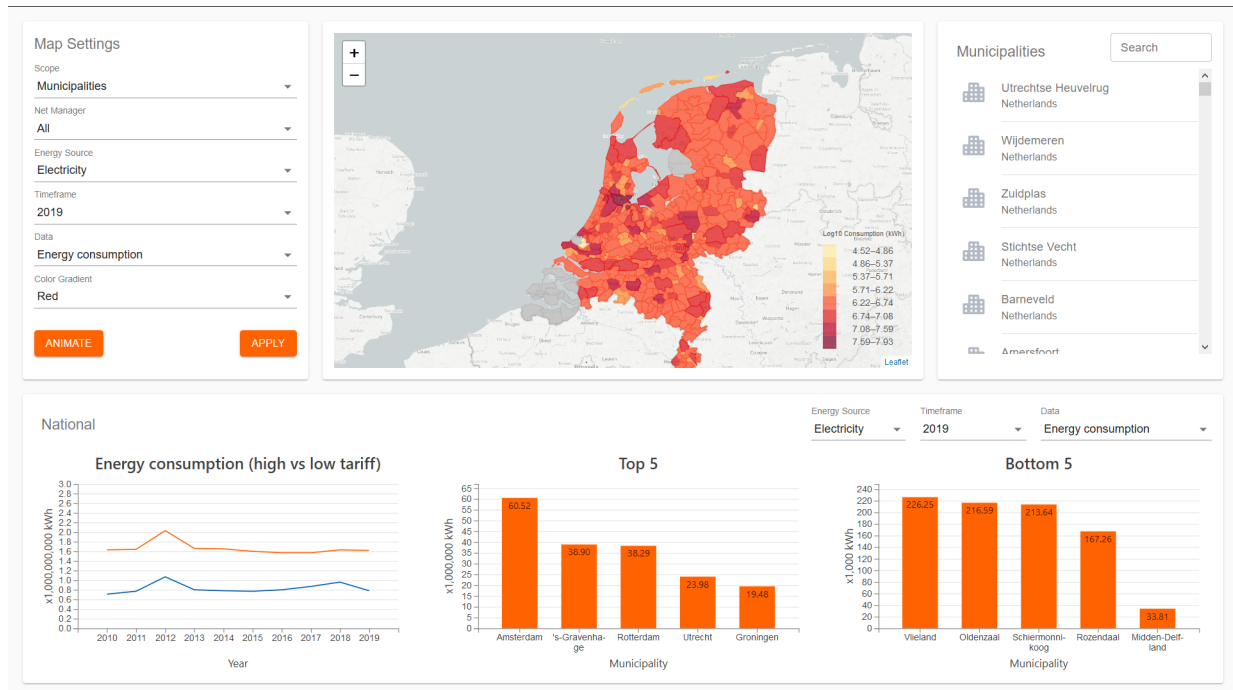 Map Settings
Scope
Municipalities
Net Manager
All
Energy Source
Electricity
Timeframe
2019
Data
Energy consumption
Color Gradient
Red
ANIMATE
APPLY
+
−
Log10 Consumption (kWh)
4.52–4.86
4.86–5.37
5.37–5.71
5.71–6.22
6.22–6.74
6.74–7.08
7.08–7.59
7.59–7.93
Leaflet
Municipalities
Search
Utrechtse Heuvelrug
Netherlands
Wijdemeren
Netherlands
Zuidplas
Netherlands
Stichtse Vecht
Netherlands
Barneveld
Netherlands
Amersfoort
National
Energy Source
Electricity
Timeframe
2019
Data
Energy consumption
Energy consumption (high vs low tariff)
3.0
2.8
2.6
2.4
2.2
2.0
1.8
1.6
1.4
1.2
1.0
0.8
0.6
0.4
0.2
0.0
x1,000,000,000 kWh
2010 2011 2012 2013 2014 2015 2016 2017 2018 2019
Year
Top 5
65
60
55
50
45
40
35
30
25
20
15
10
5
0
x1,000,000 kWh
60.52
38.90
38.29
23.98
19.48
Amsterdam
's-Gravenha-
ge
Rotterdam
Utrecht
Groningen
Municipality
Bottom 5
240
220
200
180
160
140
120
100
80
60
40
20
0
x1,000 kWh
226.25
216.59
213.64
167.26
33.81
Vlieland
Oldenzaal
Schiermonni-
koog
Rozendaal
Midden-Delf-
land
Municipality